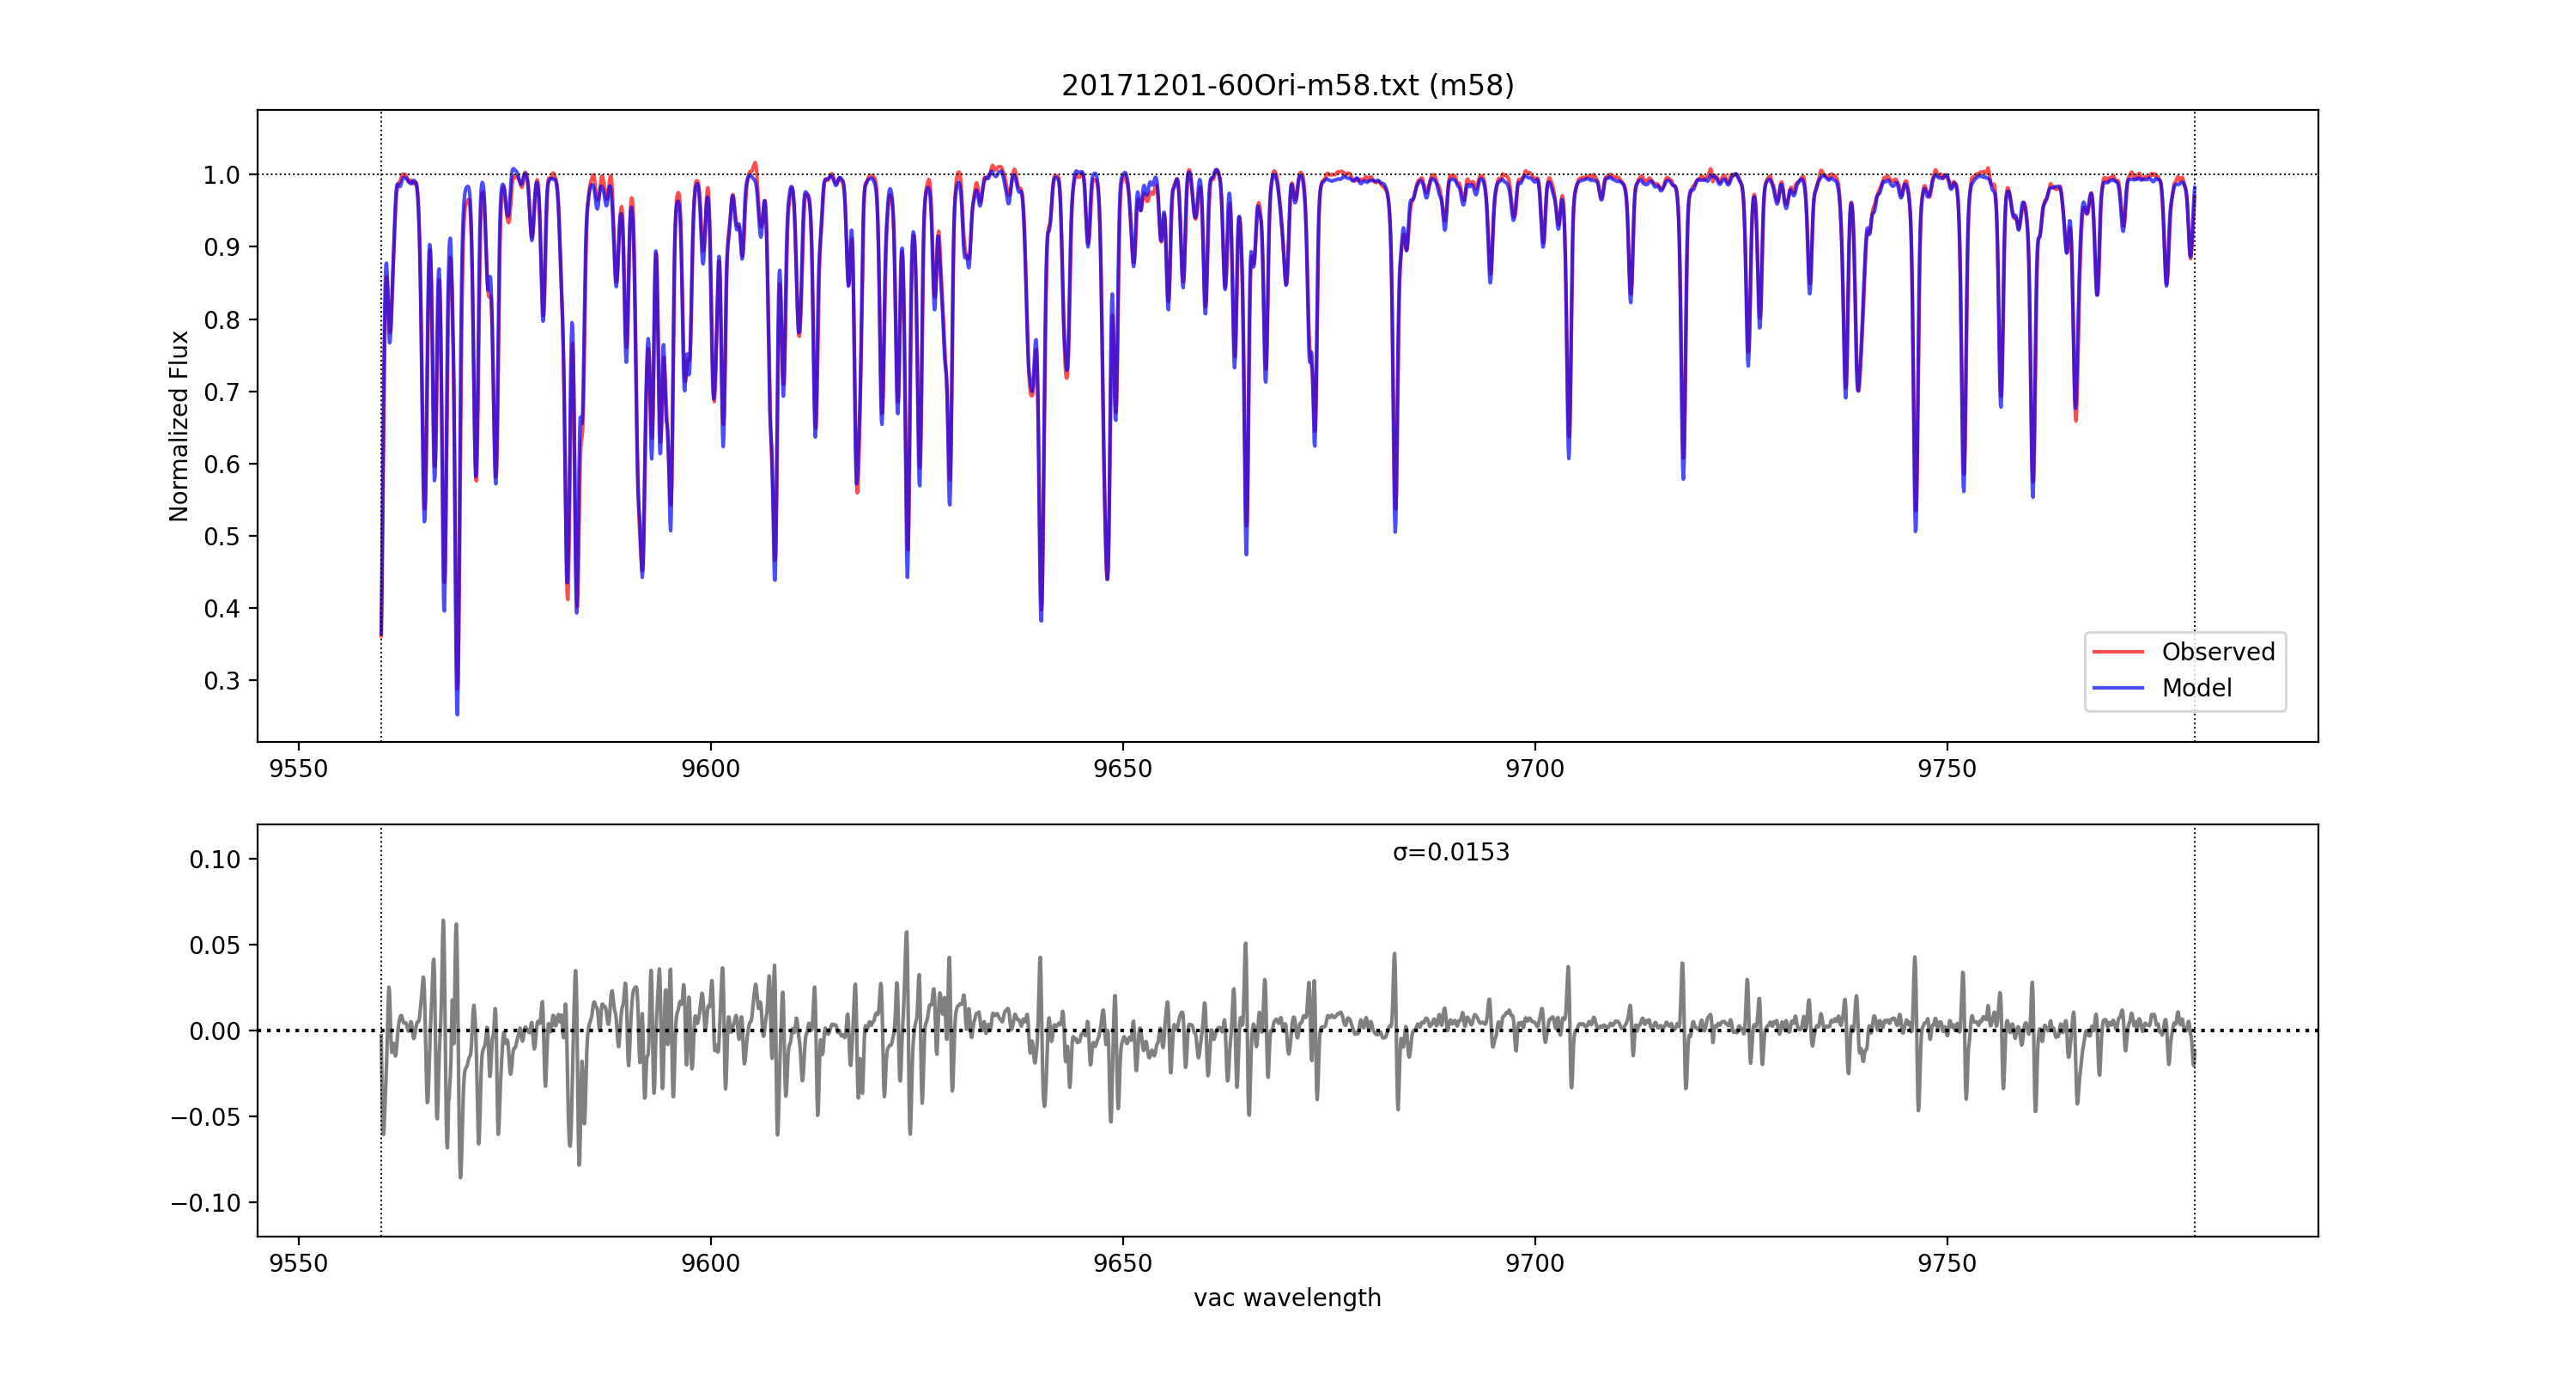 20171201-60Ori-m58.txt (m58)
Normalized Flux
1.0
0.9
0.8
0.7
0.6
0.5
0.4
0.3
Observed
Model
9550 9600 9650 9700 9750
σ=0.0153
0.10
0.05
0.00
−0.05
−0.10
9550 9600 9650 9700 9750
vac wavelength